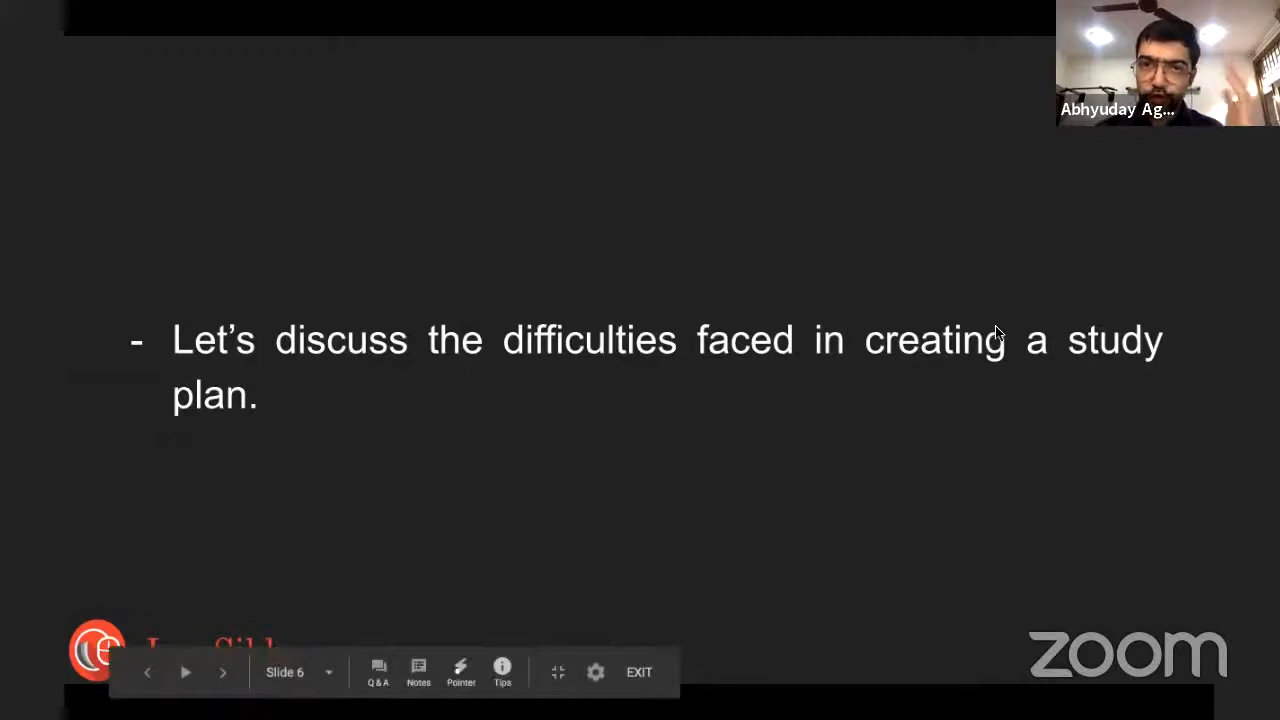 Abhyuday Ag...
- Let's discuss the difficulties faced in creating a study
plan.
zoom
Slide 6
Q & A
Notes
Pointer
Tips
EXIT